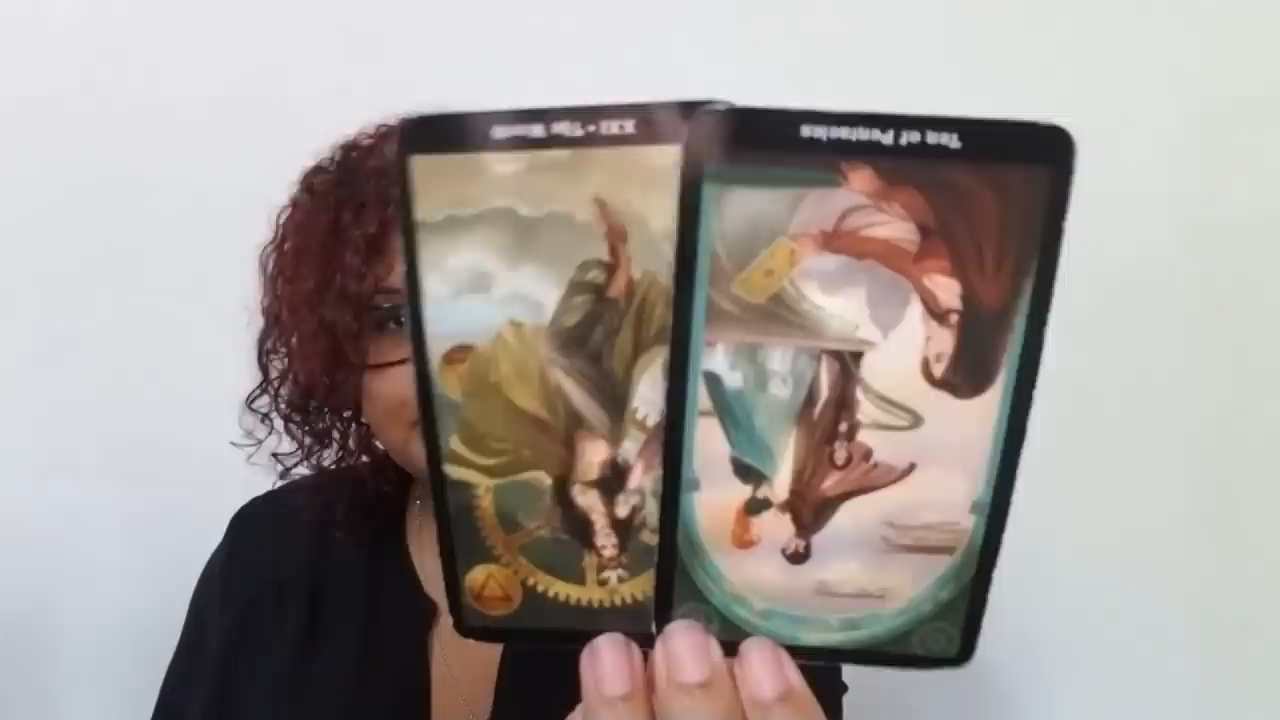 XXI • The World
Ten of Pentacles